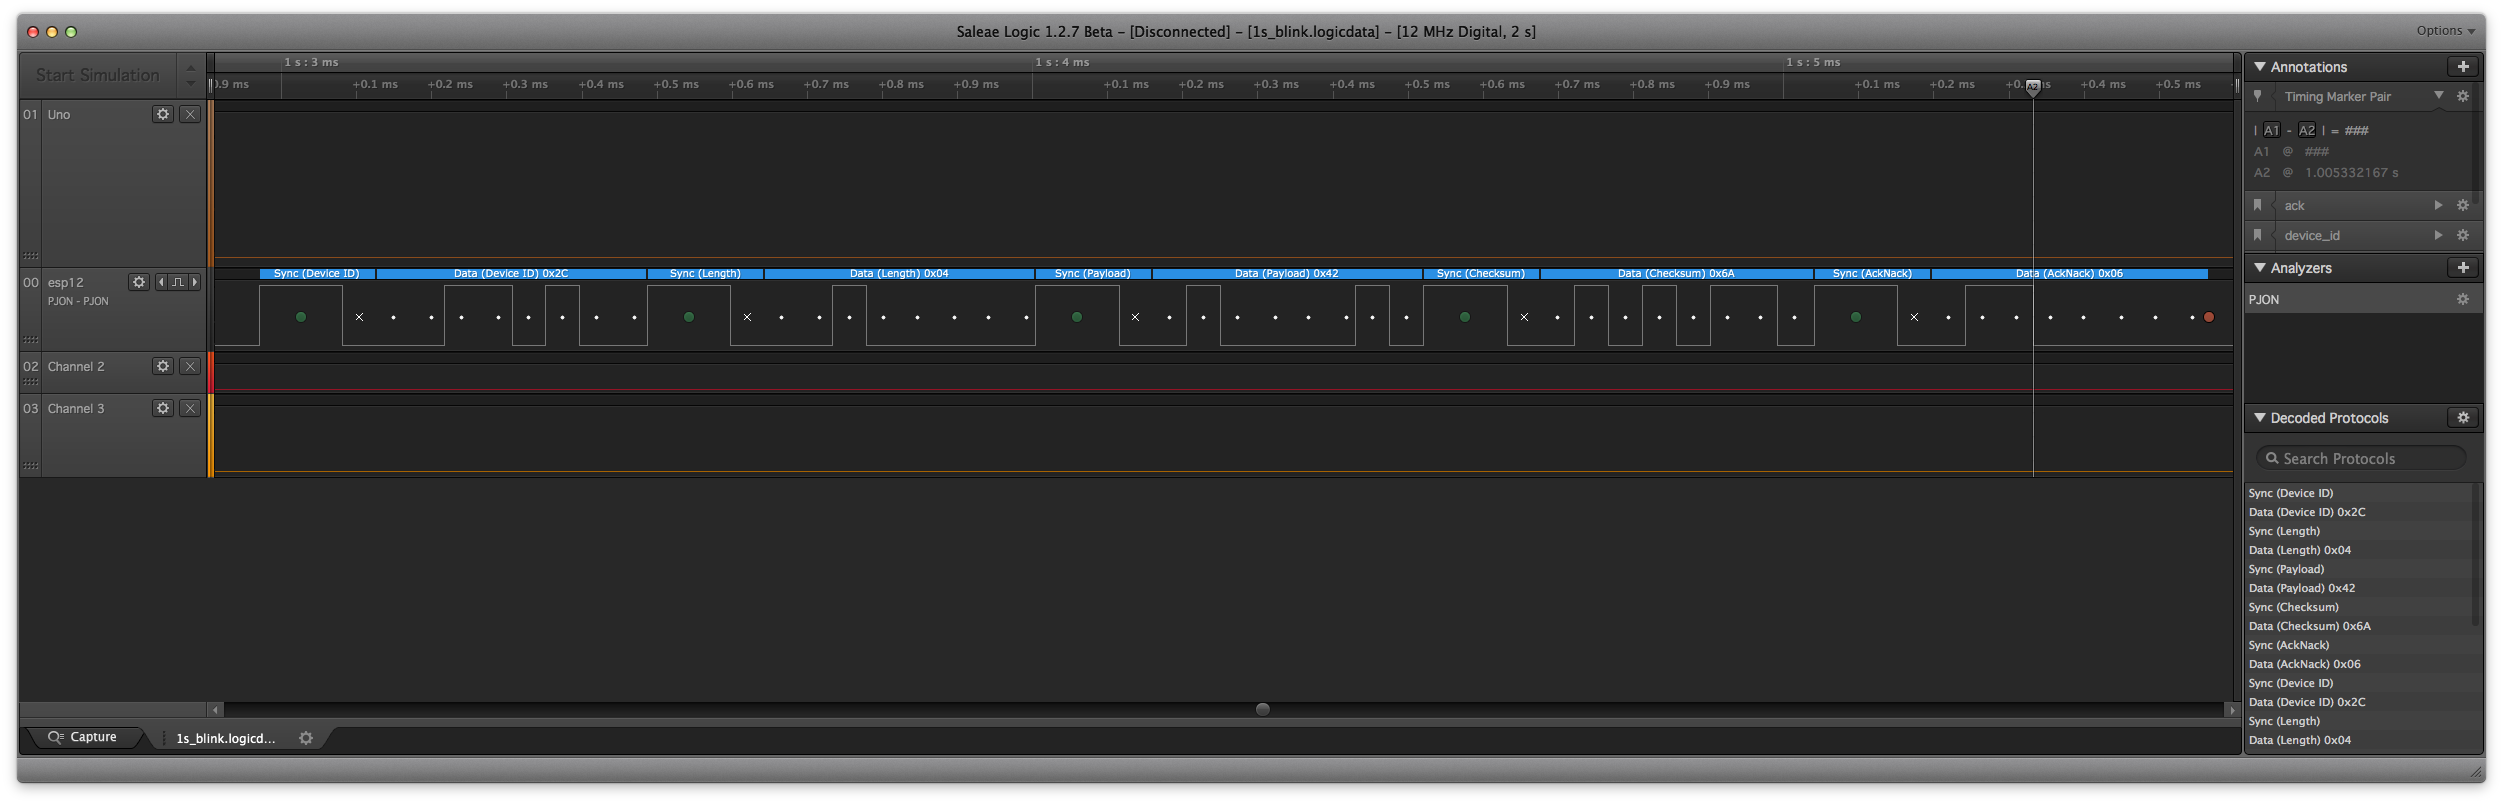 Saleae Logic 1.2.7 Beta – [Disconnected] – [1s_blink.logicdata] – [12 MHz Digital, 2 s]
Options
Start Simulation
1 s : 3 ms 1 s : 4 ms 1 s : 5 ms
0.9 ms +0.1 ms +0.2 ms +0.3 ms +0.4 ms +0.5 ms +0.6 ms +0.7 ms +0.8 ms +0.9 ms +0.1 ms +0.2 ms +0.3 ms +0.4 ms +0.5 ms +0.6 ms +0.7 ms +0.8 ms +0.9 ms +0.1 ms +0.2 ms A2 +0.4 ms +0.5 ms
01 Uno
00 esp12
PJON - PJON
Sync (Device ID) Data (Device ID) 0x2C Sync (Length) Data (Length) 0x04 Sync (Payload) Data (Payload) 0x42 Sync (Checksum) Data (Checksum) 0x6A Sync (AckNack) Data (AckNack) 0x06
02 Channel 2
03 Channel 3
Capture
1s_blink.logicd...
Annotations
Timing Marker Pair
| A1 - A2 | = ###
A1 @ ###
A2 @ 1.005332167 s
ack
device_id
Analyzers
PJON
Decoded Protocols
Search Protocols
Sync (Device ID)
Data (Device ID) 0x2C
Sync (Length)
Data (Length) 0x04
Sync (Payload)
Data (Payload) 0x42
Sync (Checksum)
Data (Checksum) 0x6A
Sync (AckNack)
Data (AckNack) 0x06
Sync (Device ID)
Data (Device ID) 0x2C
Sync (Length)
Data (Length) 0x04